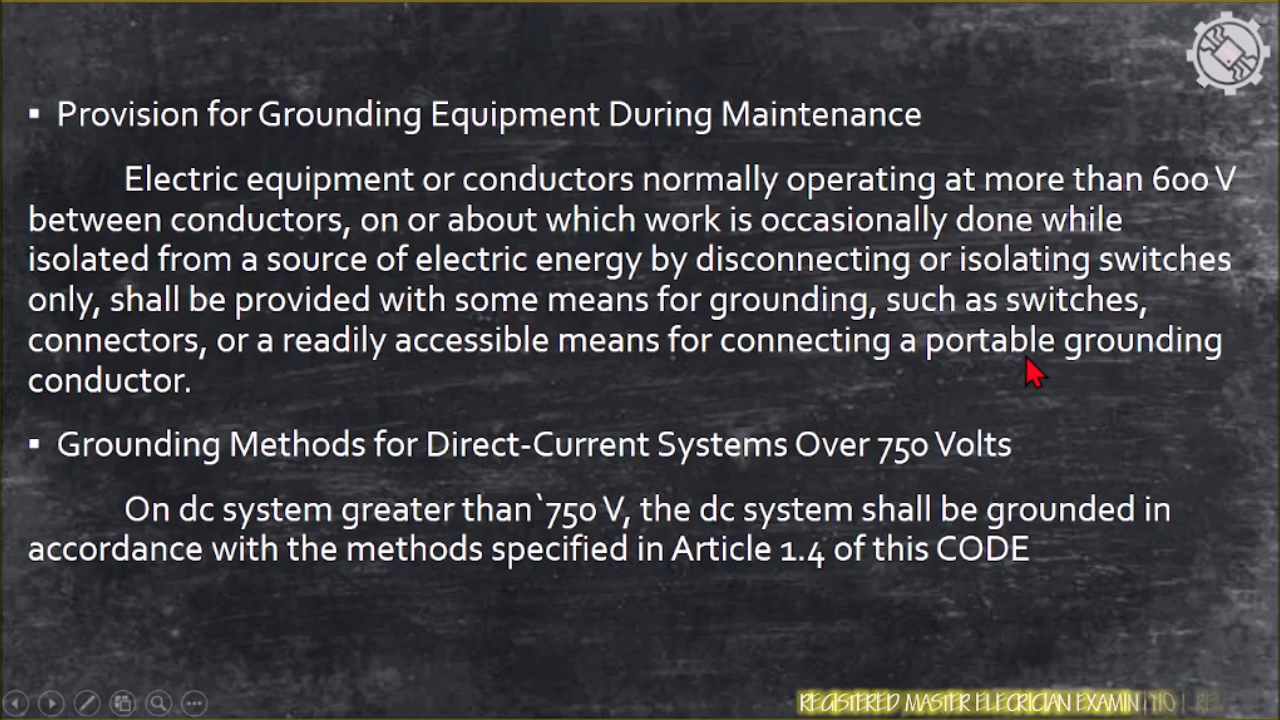 ▪ Provision for Grounding Equipment During Maintenance
Electric equipment or conductors normally operating at more than 600 V
between conductors, on or about which work is occasionally done while
isolated from a source of electric energy by disconnecting or isolating switches
only, shall be provided with some means for grounding, such as switches,
connectors, or a readily accessible means for connecting a portable grounding
conductor.
▪ Grounding Methods for Direct-Current Systems Over 750 Volts
On dc system greater than`750 V, the dc system shall be grounded in
accordance with the methods specified in Article 1.4 of this CODE
REGISTERED MASTER ELECRICIAN